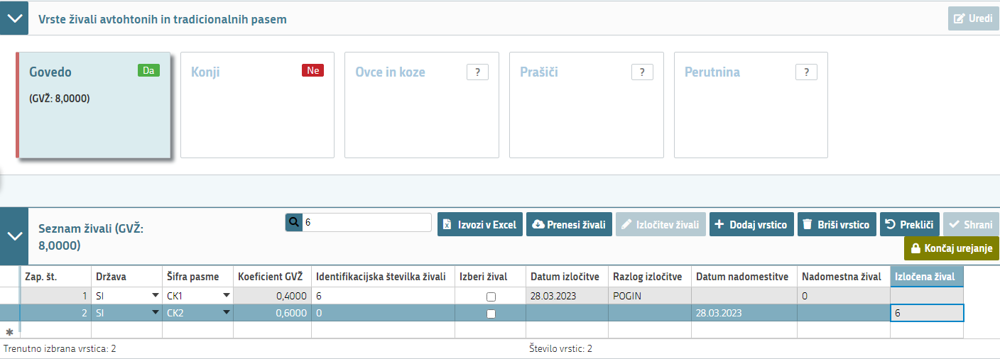 Vrste živali avtohtonih in tradicionalnih pasem
Uredi
Govedo Da
(GVŽ: 8,0000)
Konji Ne
Ovce in koze ?
Prašiči ?
Perutnina ?
Seznam živali (GVŽ:
8,0000)
6
Izvozi v Excel
Prenesi živali
Izločitev živali
Dodaj vrstico
Briši vrstico
Prekliči
Shrani
Končaj urejanje
Zap. št. Država Šifra pasme Koeficient GVŽ Identifikacijska številka živali Izberi žival Datum izločitve Razlog izločitve Datum nadomestitve Nadomestna žival Izločena žival
1 SI CK1 0,4000 6 28.03.2023 POGIN 0
2 SI CK2 0,6000 0 28.03.2023 6
Trenutno izbrana vrstica: 2 Število vrstic: 2